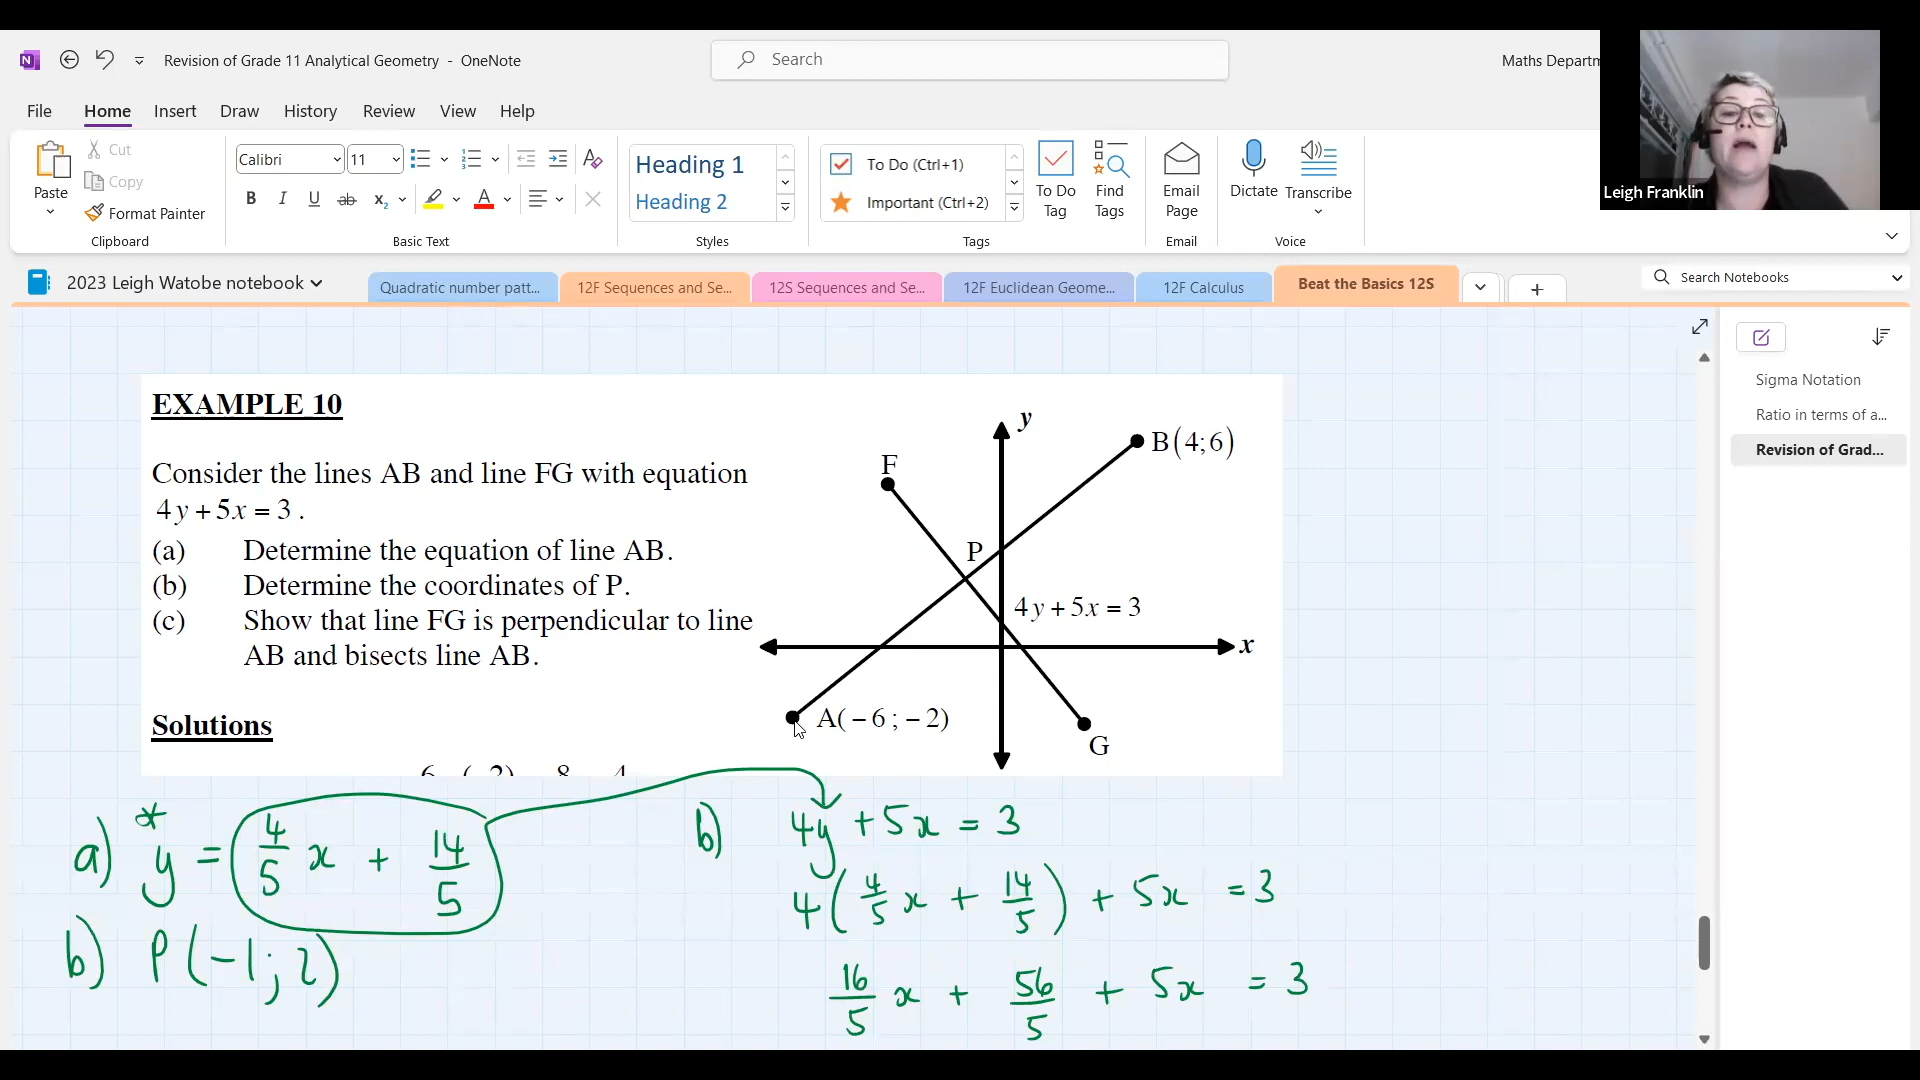 Revision of Grade 11 Analytical Geometry - OneNote
Search
Maths Departm
File Home Insert Draw History Review View Help
Paste
Cut
Copy
Format Painter
Clipboard
Calibri 11
B I U ab x₂ A
Basic Text
Heading 1
Heading 2
Styles
To Do (Ctrl+1)
Important (Ctrl+2)
To Do Tag
Find Tags
Tags
Email Page
Email
Dictate
Transcribe
Voice
Leigh Franklin
2023 Leigh Watobe notebook
Quadratic number patt...
12F Sequences and Se...
12S Sequences and Se...
12F Euclidean Geome...
12F Calculus
Beat the Basics 12S
Search Notebooks
Sigma Notation
Ratio in terms of a...
Revision of Grad...
EXAMPLE 10
Consider the lines AB and line FG with equation
4y + 5x = 3 .
(a) Determine the equation of line AB.
(b) Determine the coordinates of P.
(c) Show that line FG is perpendicular to line
AB and bisects line AB.
Solutions
y
B(4;6)
F
P
4y + 5x = 3
x
A(−6;−2)
G
a) * y = 4/5 x + 14/5
b) P(-1;2)
b) 4y + 5x = 3
4(4/5 x + 14/5) + 5x = 3
16/5 x + 56/5 + 5x = 3